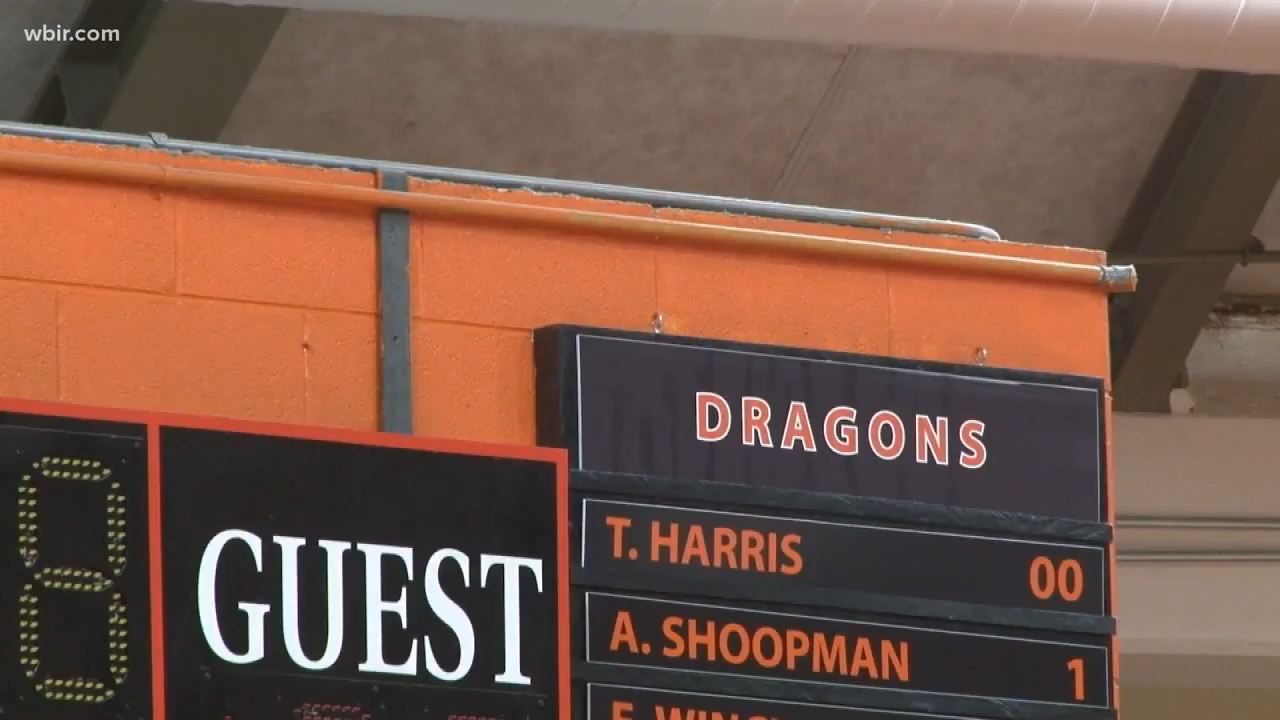 wbir.com
DRAGONS
GUEST
T. HARRIS 00
A. SHOOPMAN 1